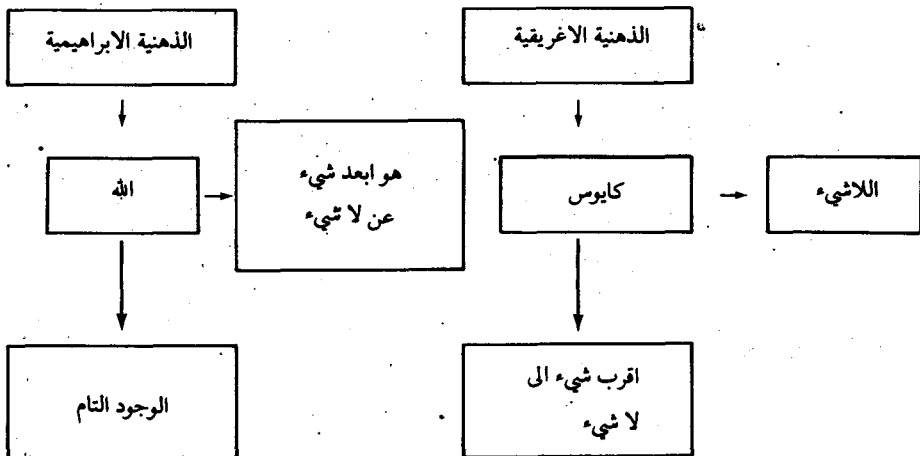 الذهنية الاغريقية
الذهنية الابراهيمية
اللاشيء
كايوس
هو ابعد شيء
عن لا شيء
الله
اقرب شيء الى
لا شيء
الوجود التام